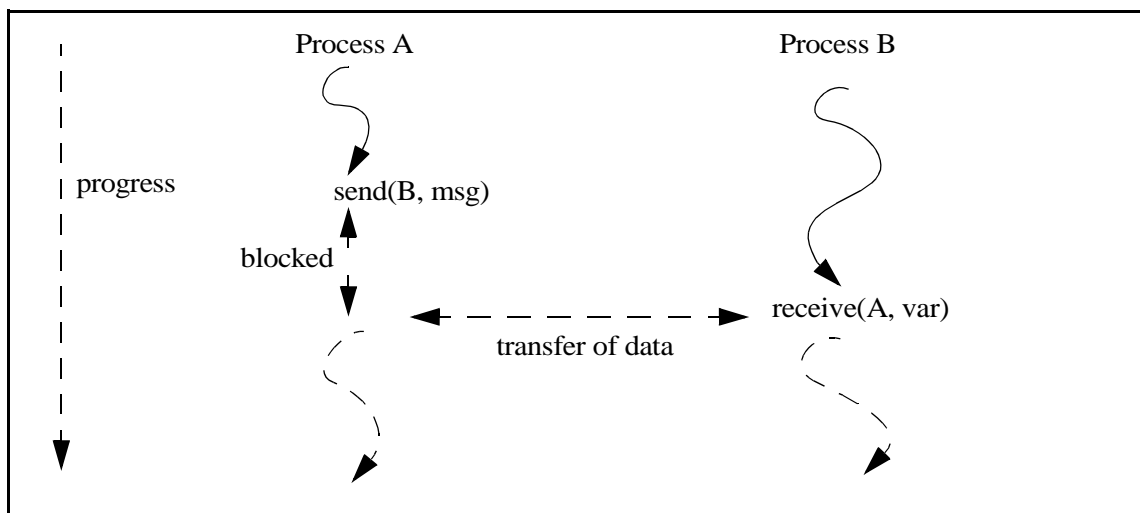 Process A
Process B
progress
send(B, msg)
blocked
receive(A, var)
transfer of data